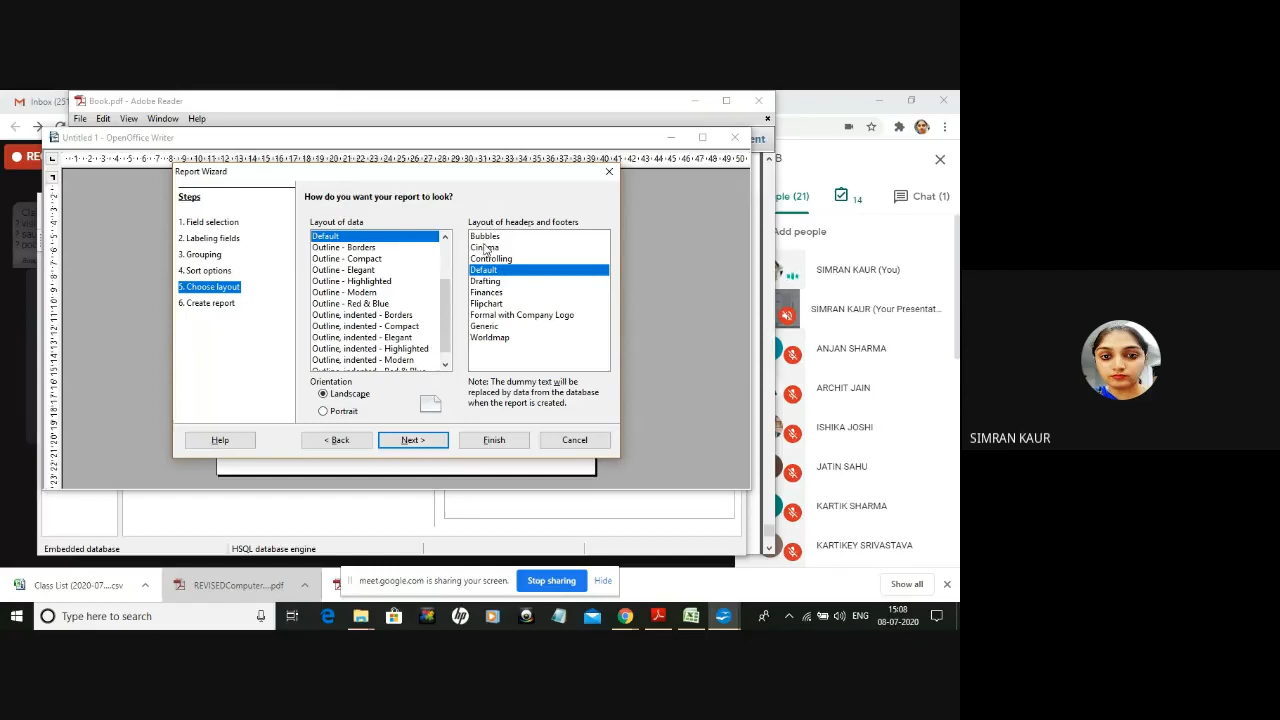 Inbox (251
Book.pdf - Adobe Reader
File Edit View Window Help
Untitled 1 - OpenOffice Writer
Report Wizard
Steps
1. Field selection
2. Labeling fields
3. Grouping
4. Sort options
5. Choose layout
6. Create report
How do you want your report to look?
Layout of data
Default
Outline - Borders
Outline - Compact
Outline - Elegant
Outline - Highlighted
Outline - Modern
Outline - Red & Blue
Outline, indented - Borders
Outline, indented - Compact
Outline, indented - Elegant
Outline, indented - Highlighted
Outline, indented - Modern
Outline, indented - Red & Blue
Layout of headers and footers
Bubbles
Cinema
Controlling
Default
Drafting
Finances
Flipchart
Formal with Company Logo
Generic
Worldmap
Orientation
Landscape
Portrait
Note: The dummy text will be
replaced by data from the database
when the report is created.
Help < Back Next > Finish Cancel
Embedded database HSQL database engine
ple (21) 14 Chat (1)
Add people
SIMRAN KAUR (You)
SIMRAN KAUR (Your Presentat...
ANJAN SHARMA
ARCHIT JAIN
ISHIKA JOSHI
JATIN SAHU
KARTIK SHARMA
KARTIKEY SRIVASTAVA
SIMRAN KAUR
Class List (2020-07....csv
REVISEDComputer....pdf
meet.google.com is sharing your screen. Stop sharing Hide
Show all
Type here to search
ENG
15:08
08-07-2020